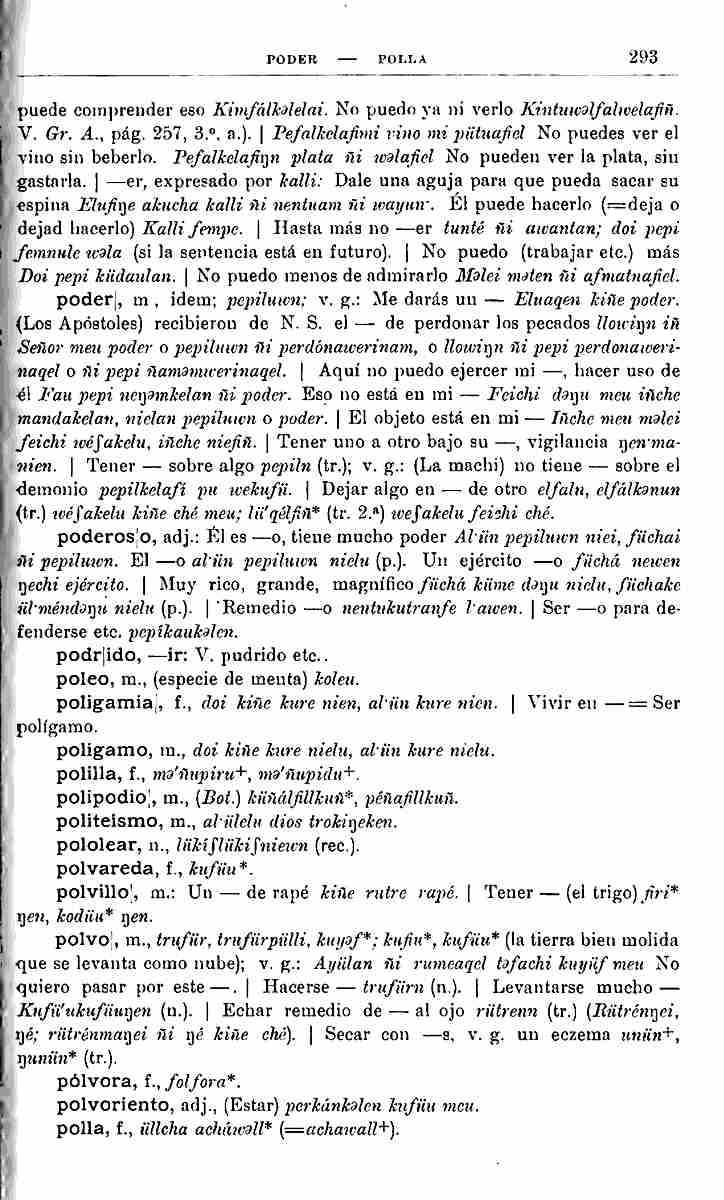 PODER — POLLA 293
puede comprender eso Kimfálkəlelai. No puedo ya ni verlo Kintuwəlfalwelafiñ.
V. Gr. A., pág. 257, 3.º, a.). | Pefalkelafimi vino mi pütuafiel No puedes ver el
vino sin beberlo. Pefalkelafiŋn plata ñi wəlafiel No pueden ver la plata, sin
gastarla. | —er, expresado por kalli: Dale una aguja para que pueda sacar su
espina Elufiŋe akucha kalli ñi nentuam ñi wayun·. Él puede hacerlo (=deja o
dejad hacerlo) Kalli fempe. | Hasta más no —er tunté ñi awantan; doi pepi
femnule wəla (si la sentencia está en futuro). | No puedo (trabajar etc.) más
Doi pepi küdaulan. | No puedo menos de admirarlo Məlei məten ñi afmatuafiel.
poder|, m., idem; pepiluwn; v. g.: Me darás un — Eluaqen kiñe poder.
(Los Apóstoles) recibieron de N. S. el — de perdonar los pecados llowiŋn iñ
Señor meu poder o pepiluwn ñi perdónawerinam, o llowiŋn ñi pepi perdonaweri-
naqel o ñi pepi ñaməmwerinaqel. | Aquí no puedo ejercer mi —, hacer uso de
él Fau pepi neŋəmkelan ñi poder. Eso no está en mi — Feichi dəŋu meu iñche
mandakelan, nielan pepiluwn o poder. | El objeto está en mi — Iñche meu məlei
feichi wéʃakelu, iñche niefiñ. | Tener uno a otro bajo su —, vigilancia ŋen·ma-
nien. | Tener — sobre algo pepiln (tr.); v. g.: (La machi) no tiene — sobre el
demonio pepilkelafí pu wekufü. | Dejar algo en — de otro elfaln, elfálkənun
(tr.) wéʃakelu kiñe ché meu; lü'qélfiñ* (tr. 2.ª) weʃakelu feichi ché.
poderos|o, adj.: Él es —o, tiene mucho poder Al·ün pepiluwn niei, füchai
ñi pepiluwn. El —o al·ün pepiluwn nielu (p.). Un ejército —o füchá newen
ŋechi ejército. | Muy rico, grande, magnífico füchá küme dəŋu nielu, füchake
ül·méndəŋu nielu (p.). | Remedio —o nentukutranfe l·awen. | Ser —o para de-
fenderse etc. pepikaukəlen.
podr|ido, —ir: V. pudrido etc..
poleo, m., (especie de menta) koleu.
poligamia|, f., doi kiñe kure nien, al·ün kure nien. | Vivir en — = Ser
polígamo.
poligamo, m., doi kiñe kure nielu, al·ün kure nielu.
polilla, f., mə'ñupiru+, mə'ñupidu+.
polipodio|, m., (Bot.) küñálfillkuñ*, péñafillkuñ.
politeismo, m., al·ülelu dios trokiŋeken.
pololear, n., lükíʃlükiʃniewn (rec.).
polvareda, f., kufüu*.
polvillo|, m.: Un — de rapé kiñe rutre rapé. | Tener — (el trigo) firi*
ŋen, kodüu* ŋen.
polvo|, m., trufür, trufürpülli, kuyəf*; kufiu*, kufüu* (la tierra bien molida
que se levanta como nube); v. g.: Ayülan ñi rumeaqel təfachi kuyüf meu No
quiero pasar por este —. | Hacerse — trufürn (n.). | Levantarse mucho —
Kufü'ukufüuŋen (n.). | Echar remedio de — al ojo rütrenn (tr.) (Rütrénŋei,
ŋé; rütrénmaŋei ñi ŋé kiñe ché). | Secar con —s, v. g. un eczema unün+,
ŋunün* (tr.).
pólvora, f., folfora*.
polvoriento, adj., (Estar) perkánkəlen kufüu meu.
polla, f., üllcha acháwəll* (=achawall+).